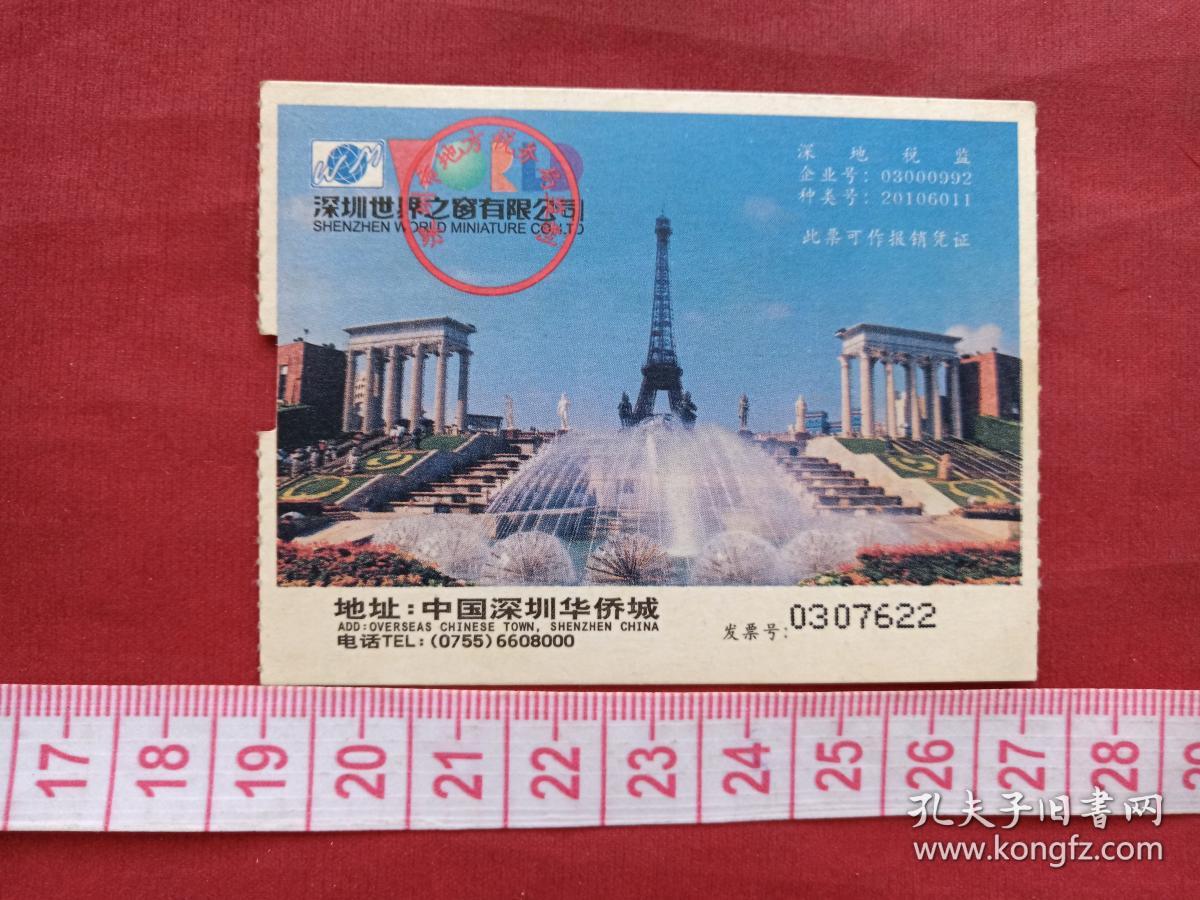 WORLD
深圳世界之窗有限公司
SHENZHEN WORLD MINIATURE CO.LTD
深地税监
企业号：03000992
种类号：20106011
此票可作报销凭证
地址：中国深圳华侨城
ADD:OVERSEAS CHINESE TOWN, SHENZHEN CHINA
电话TEL：(0755)6608000
发票号：0307622
17 18 19 20 21 22 23 24 25 26 27 28
孔夫子旧書网
www.kongfz.com